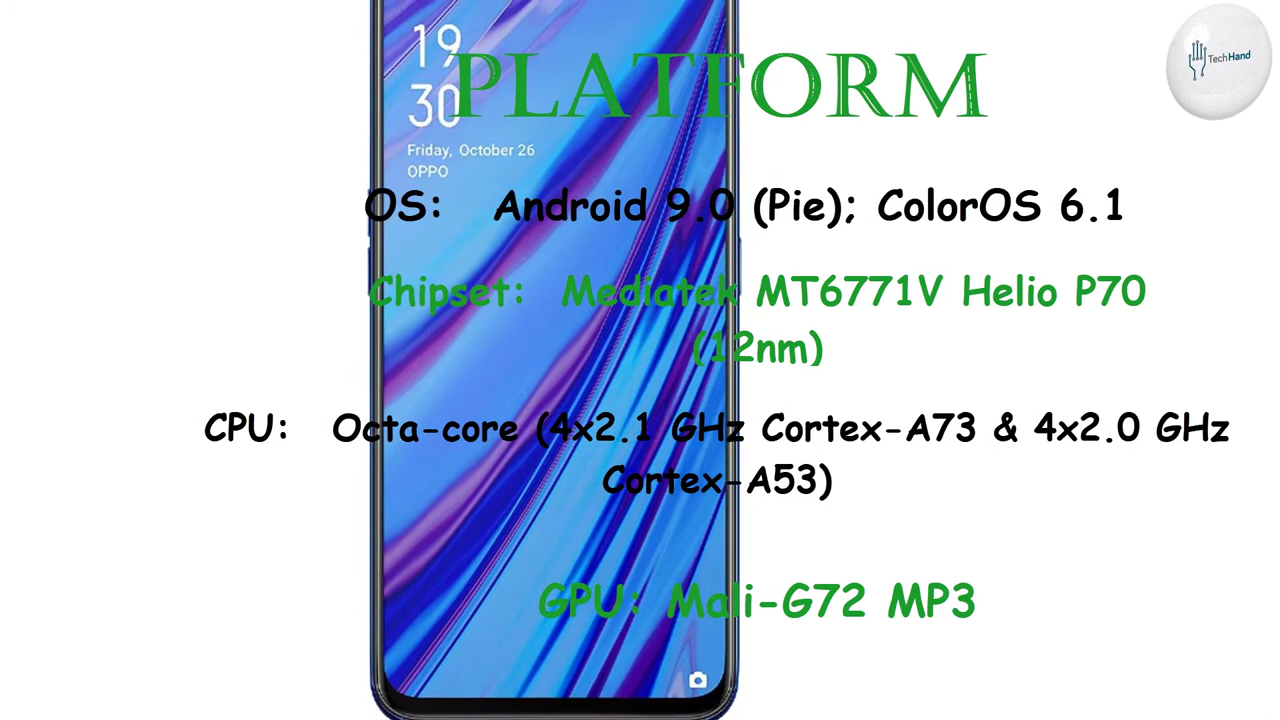 19
30
Friday, October 26
OPPO
PLATFORM
TechHand
OS: Android 9.0 (Pie); ColorOS 6.1
Chipset: Mediatek MT6771V Helio P70
(12nm)
CPU: Octa-core (4x2.1 GHz Cortex-A73 & 4x2.0 GHz
Cortex-A53)
GPU: Mali-G72 MP3